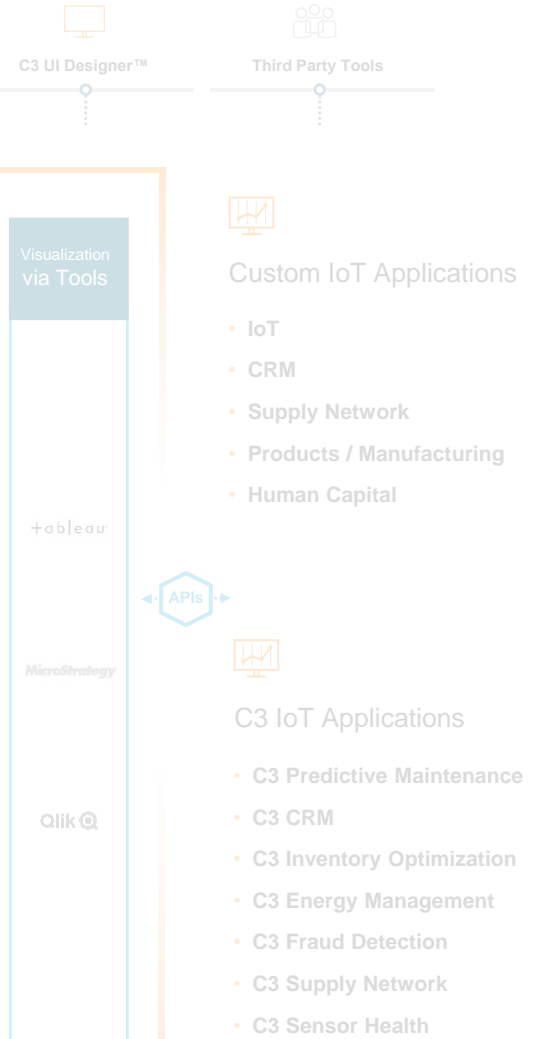 C3 UI Designer™
Third Party Tools
Visualization
via Tools
+ableau
MicroStrategy
Qlik
APIs
Custom IoT Applications
• IoT
• CRM
• Supply Network
• Products / Manufacturing
• Human Capital
C3 IoT Applications
• C3 Predictive Maintenance
• C3 CRM
• C3 Inventory Optimization
• C3 Energy Management
• C3 Fraud Detection
• C3 Supply Network
• C3 Sensor Health